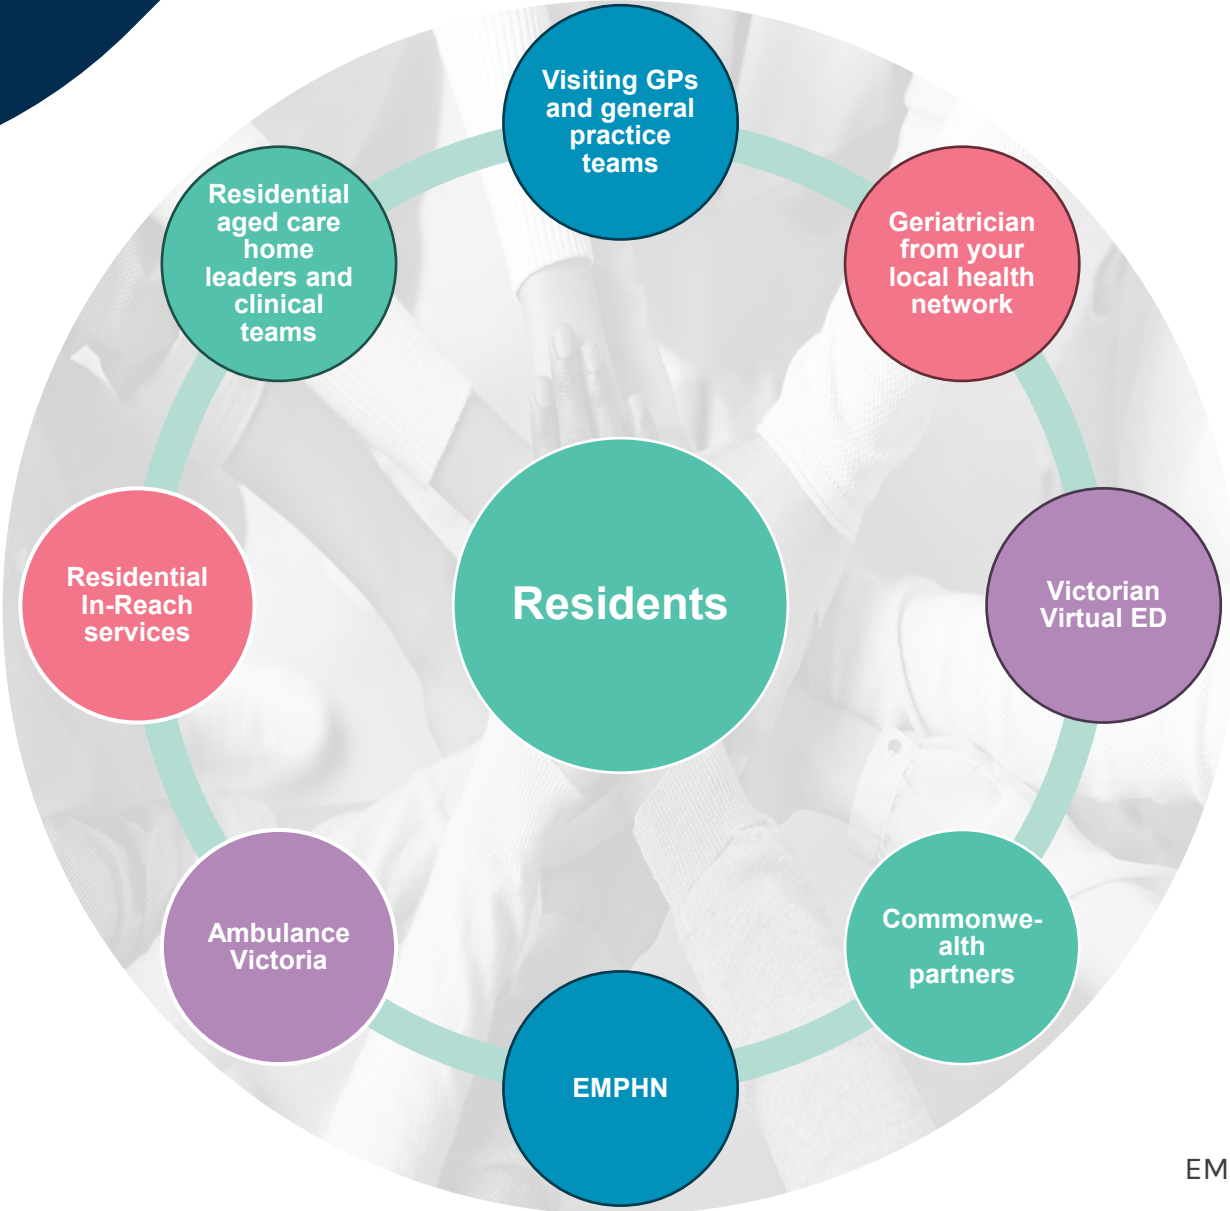 Visiting GPs
and general
practice
teams
Residential
aged care
home
leaders and
clinical
teams
Geriatrician
from your
local health
network
Residential
In-Reach
services
Residents
Victorian
Virtual ED
Ambulance
Victoria
Commonwe-
alth
partners
EMPHN
EM